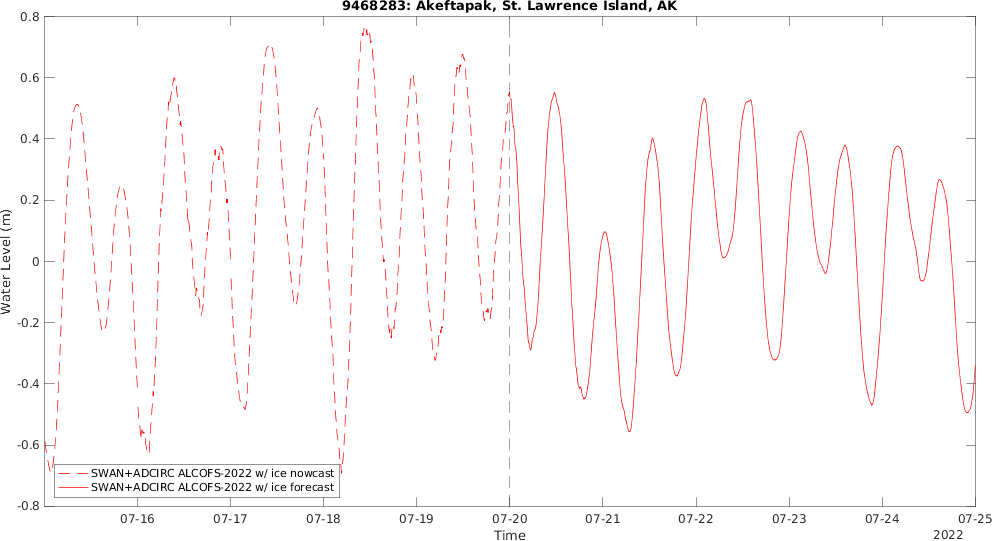 9468283: Akeftapak, St. Lawrence Island, AK
0.8
0.6
0.4
0.2
0
-0.2
-0.4
-0.6
-0.8
Water Level (m)
SWAN+ADCIRC ALCOFS-2022 w/ ice nowcast
SWAN+ADCIRC ALCOFS-2022 w/ ice forecast
07-16 07-17 07-18 07-19 07-20 07-21 07-22 07-23 07-24 07-25
Time
2022